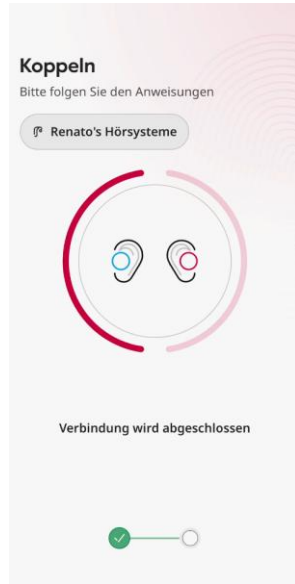 Koppeln
Bitte folgen Sie den Anweisungen
Renato's Hörsysteme
Verbindung wird abgeschlossen